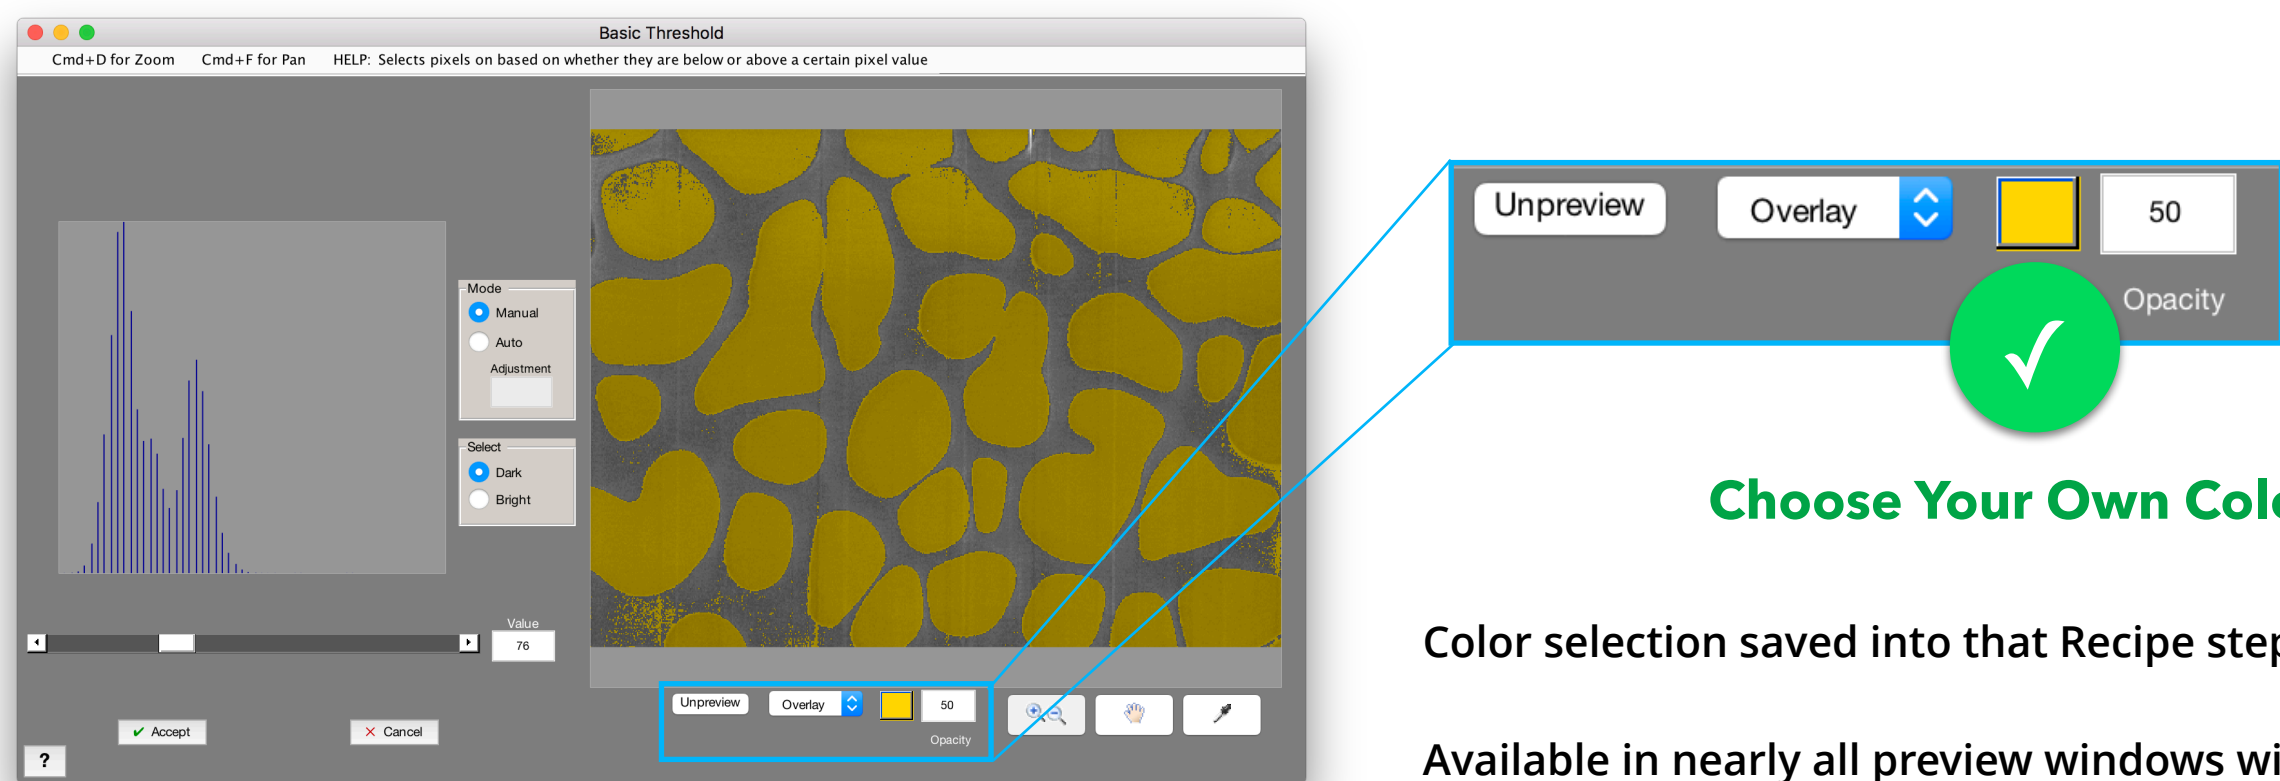 Basic Threshold
Cmd+D for Zoom Cmd+F for Pan HELP: Selects pixels on based on whether they are below or above a certain pixel value
Mode
Manual
Auto
Adjustment
Select
Dark
Bright
Value
76
Accept
Cancel
?
Unpreview
Overlay
50
Opacity
Unpreview
Overlay
50
Opacity
Choose Your Own
Color selection saved into that Recipe
Available in nearly all preview windows